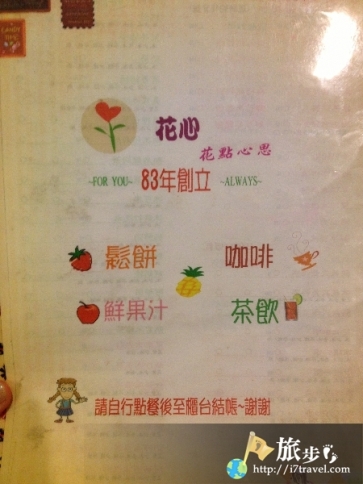 CANDY TIME
花心
花點心思
~FOR YOU~ 83年創立 ~ALWAYS~
鬆餅 咖啡
鮮果汁 茶飲
請自行點餐後至櫃台結帳~謝謝
旅步
http://i7travel.com